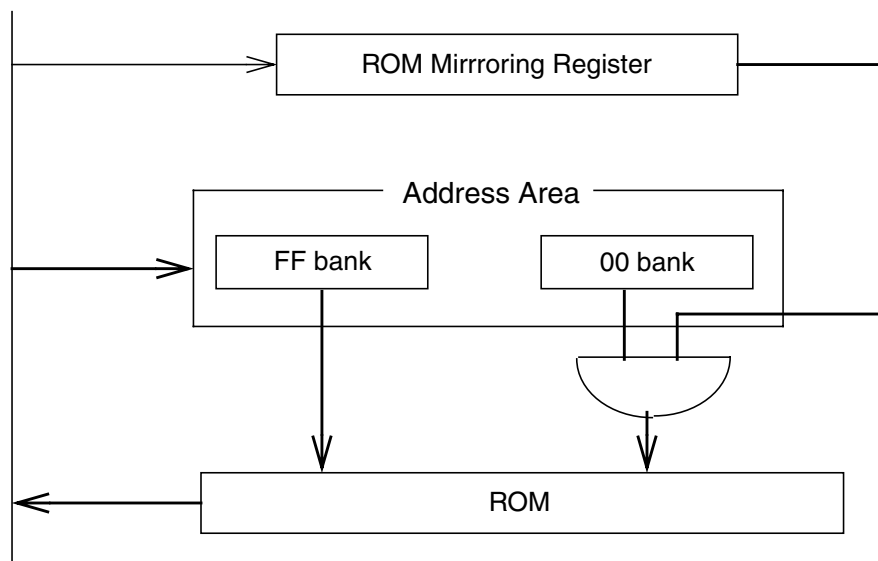 ROM Mirrroring Register
Address Area
FF bank
00 bank
ROM